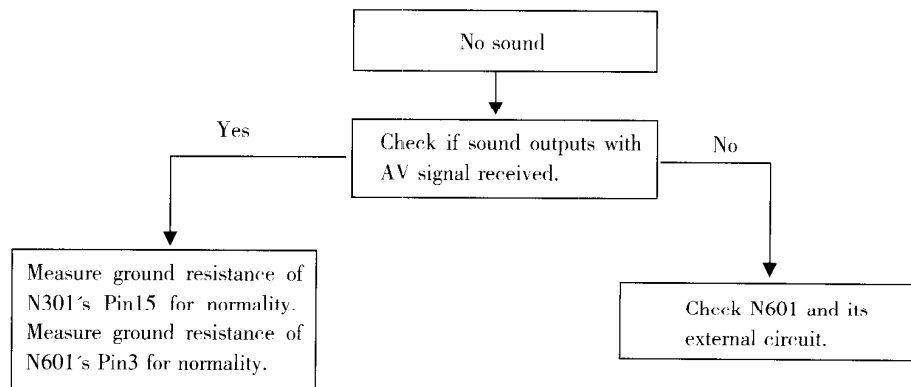 No sound
Yes
Check if sound outputs with
AV signal received.
No
Measure ground resistance of
N301's Pin15 for normality.
Measure ground resistance of
N601's Pin3 for normality.
Check N601 and its
external circuit.